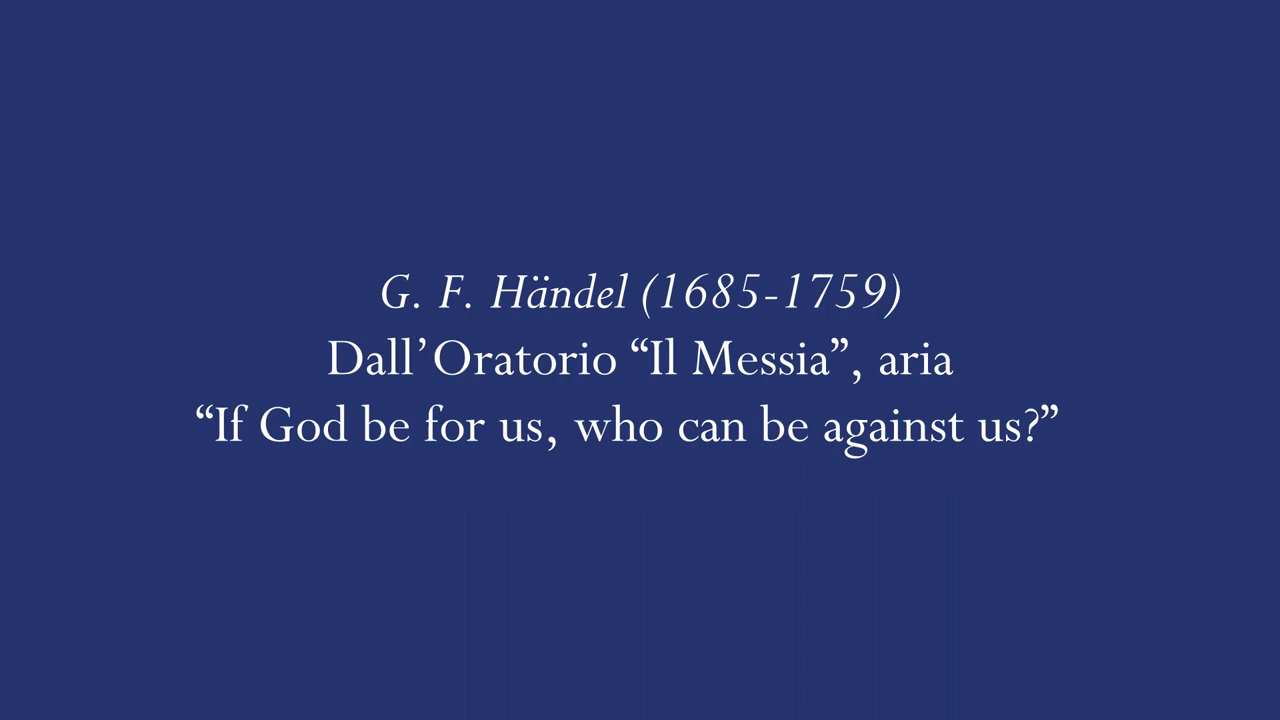 G. F. Händel (1685-1759)
Dall’Oratorio “Il Messia”, aria
“If God be for us, who can be against us?”